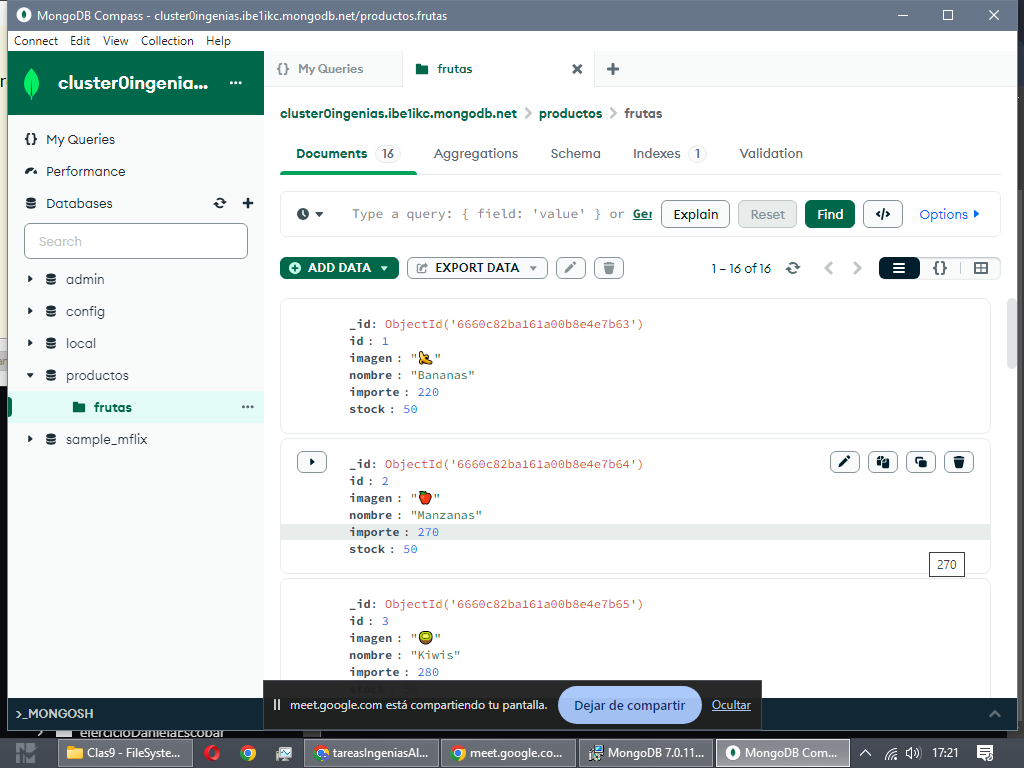 MongoDB Compass - cluster0ingenias.ibe1ikc.mongodb.net/productos.frutas
Connect Edit View Collection Help
cluster0ingenia... ...
My Queries
Performance
Databases
Search
admin
config
local
productos
frutas ...
sample_mflix
{} My Queries
frutas
cluster0ingenias.ibe1ikc.mongodb.net > productos > frutas
Documents 16 Aggregations Schema Indexes 1 Validation
Type a query: { field: 'value' } or Ger Explain Reset Find </> Options
ADD DATA EXPORT DATA 1 – 16 of 16 {}
_id: ObjectId('6660c82ba161a00b8e4e7b63')
id : 1
imagen : "🍌"
nombre : "Bananas"
importe : 220
stock : 50
_id: ObjectId('6660c82ba161a00b8e4e7b64')
id : 2
imagen : "🍎"
nombre : "Manzanas"
importe : 270
stock : 50
270
_id: ObjectId('6660c82ba161a00b8e4e7b65')
id : 3
imagen : "🥝"
nombre : "Kiwis"
importe : 280
meet.google.com está compartiendo tu pantalla. Dejar de compartir Ocultar
>_MONGOSH
ejercicioDanielaEscobar
Clas9 - FileSyste... tareasIngeniasAl... meet.google.co... MongoDB 7.0.11... MongoDB Com... 17:21